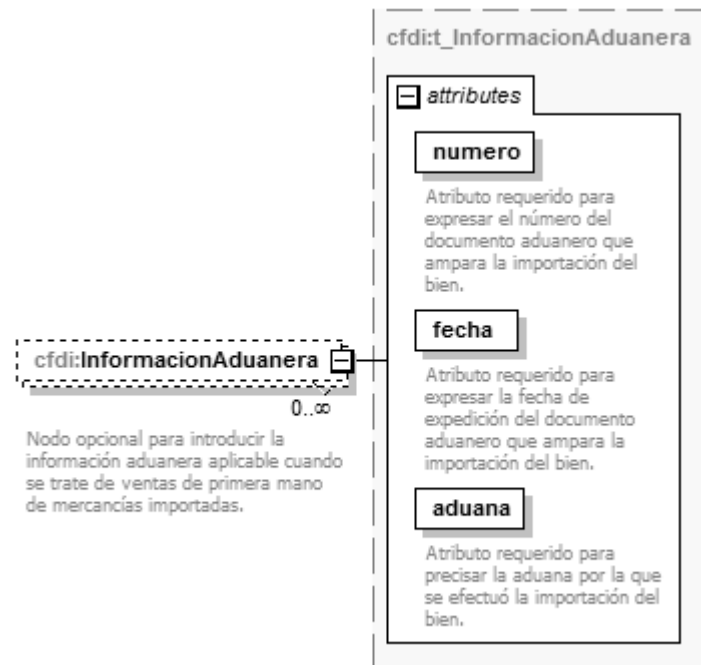 cfdi:t_InformacionAduanera
attributes
numero
Atributo requerido para
expresar el número del
documento aduanero que
ampara la importación del
bien.
fecha
Atributo requerido para
expresar la fecha de
expedición del documento
aduanero que ampara la
importación del bien.
aduana
Atributo requerido para
precisar la aduana por la que
se efectuó la importación del
bien.
cfdi:InformacionAduanera
0..∞
Nodo opcional para introducir la
información aduanera aplicable cuando
se trate de ventas de primera mano
de mercancías importadas.